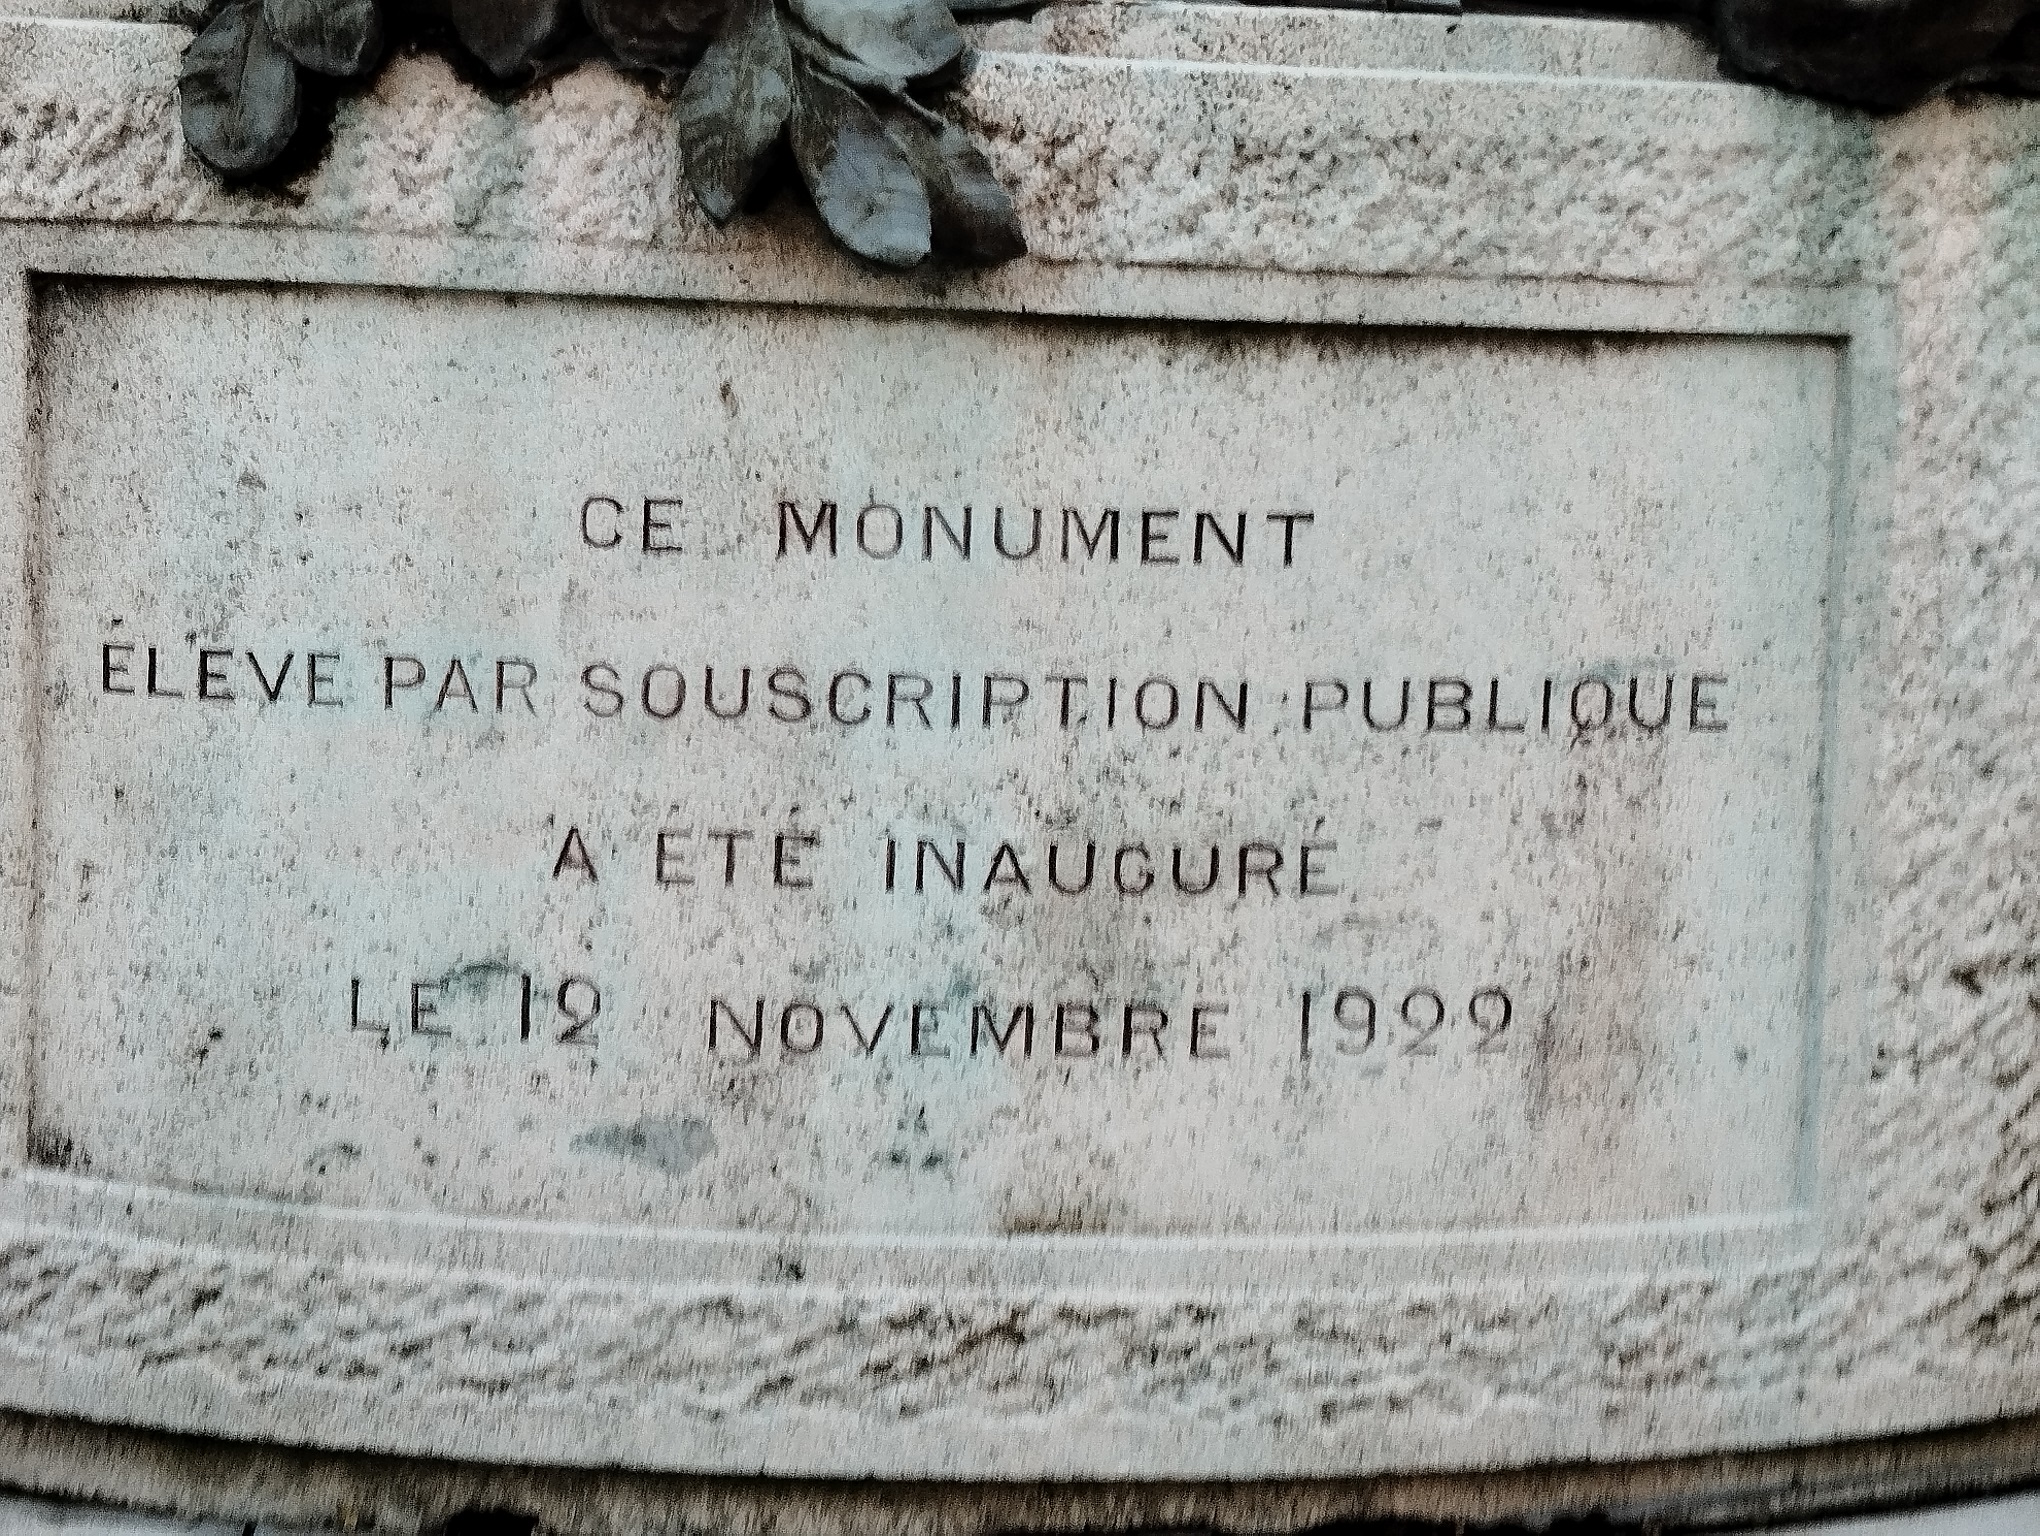 CE MONUMENT
ÉLEVÉ PAR SOUSCRIPTION PUBLIQUE
A ÉTÉ INAUGURÉ
LE 12 NOVEMBRE 1922